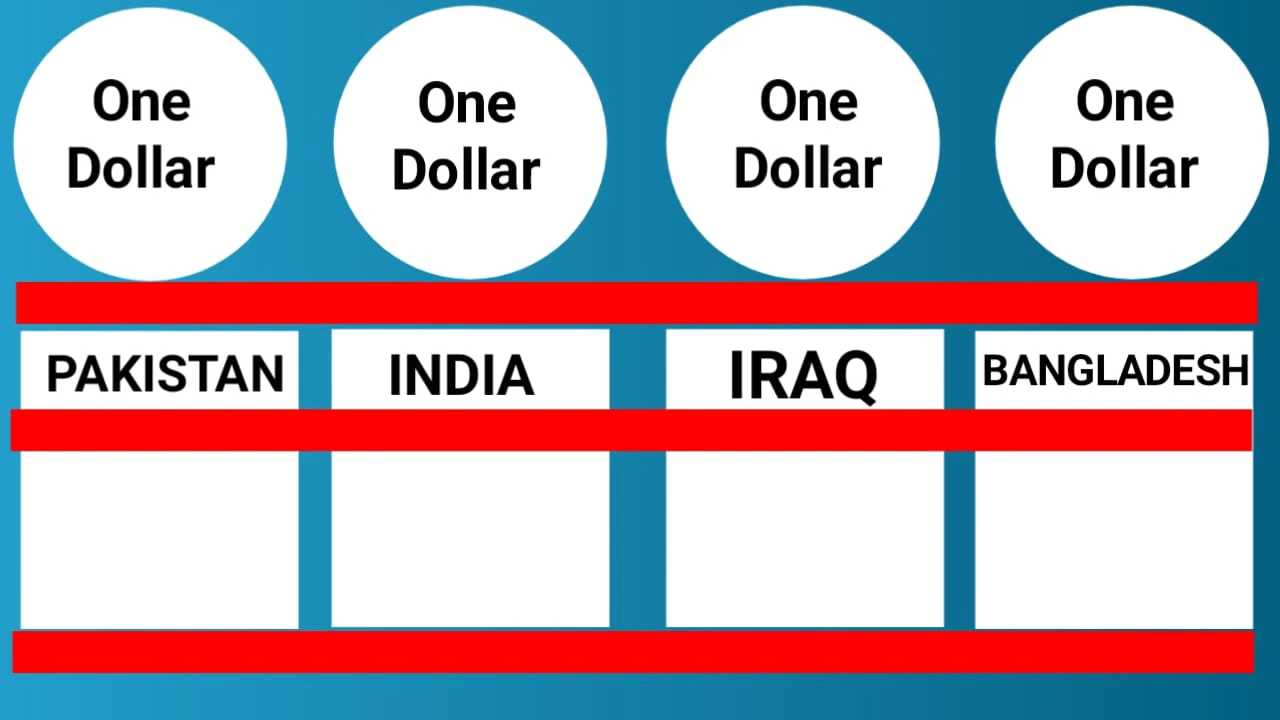 One
Dollar
One
Dollar
One
Dollar
One
Dollar
PAKISTAN
INDIA
IRAQ
BANGLADESH